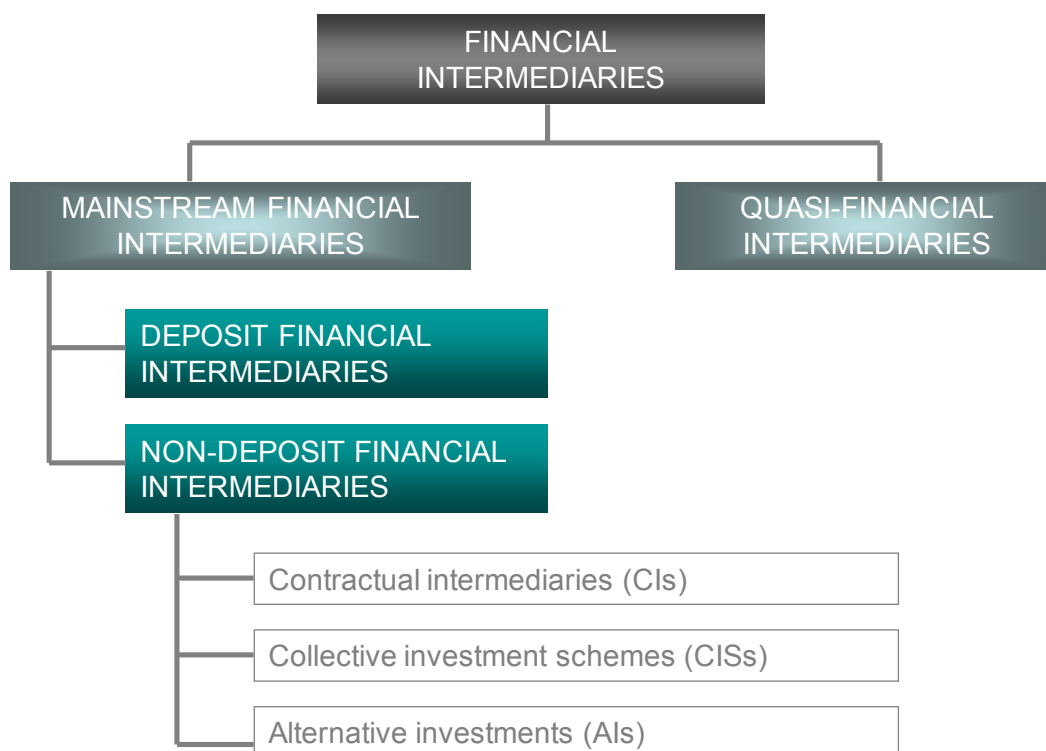 FINANCIAL
INTERMEDIARIES
MAINSTREAM FINANCIAL
INTERMEDIARIES
QUASI-FINANCIAL
INTERMEDIARIES
DEPOSIT FINANCIAL
INTERMEDIARIES
NON-DEPOSIT FINANCIAL
INTERMEDIARIES
Contractual intermediaries (CIs)
Collective investment schemes (CISs)
Alternative investments (AIs)